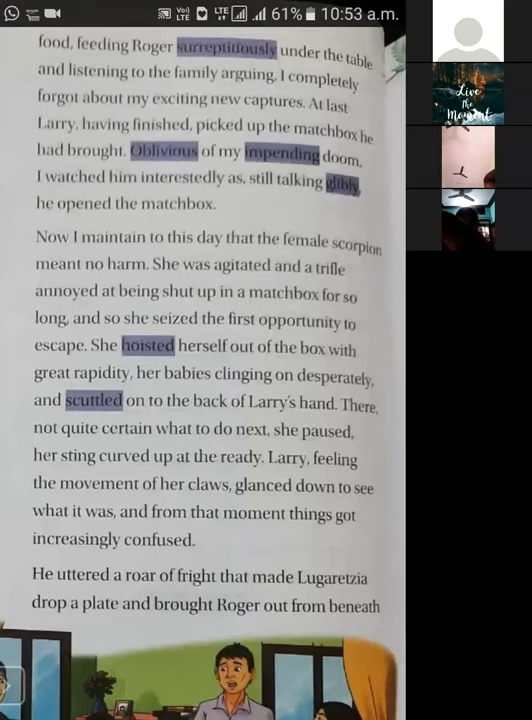 Vo)) LTE LTE 61% 10:53 a.m.
food, feeding Roger surreptitiously under the table
and listening to the family arguing, I completely
forgot about my exciting new captures. At last
Larry, having finished, picked up the matchbox he
had brought. Oblivious of my impending doom,
I watched him interestedly as, still talking glibly,
he opened the matchbox.
Now I maintain to this day that the female scorpion
meant no harm. She was agitated and a trifle
annoyed at being shut up in a matchbox for so
long, and so she seized the first opportunity to
escape. She hoisted herself out of the box with
great rapidity, her babies clinging on desperately,
and scuttled on to the back of Larry's hand. There,
not quite certain what to do next, she paused,
her sting curved up at the ready. Larry, feeling
the movement of her claws, glanced down to see
what it was, and from that moment things got
increasingly confused.
He uttered a roar of fright that made Lugaretzia
drop a plate and brought Roger out from beneath
Live
The
Moment